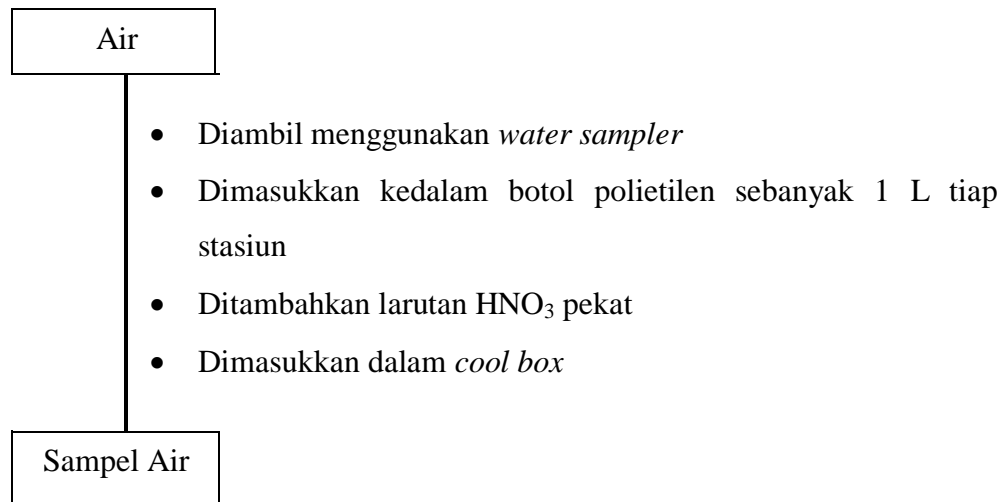 Air
• Diambil menggunakan water sampler
• Dimasukkan kedalam botol polietilen sebanyak 1 L tiap
stasiun
• Ditambahkan larutan HNO₃ pekat
• Dimasukkan dalam cool box
Sampel Air